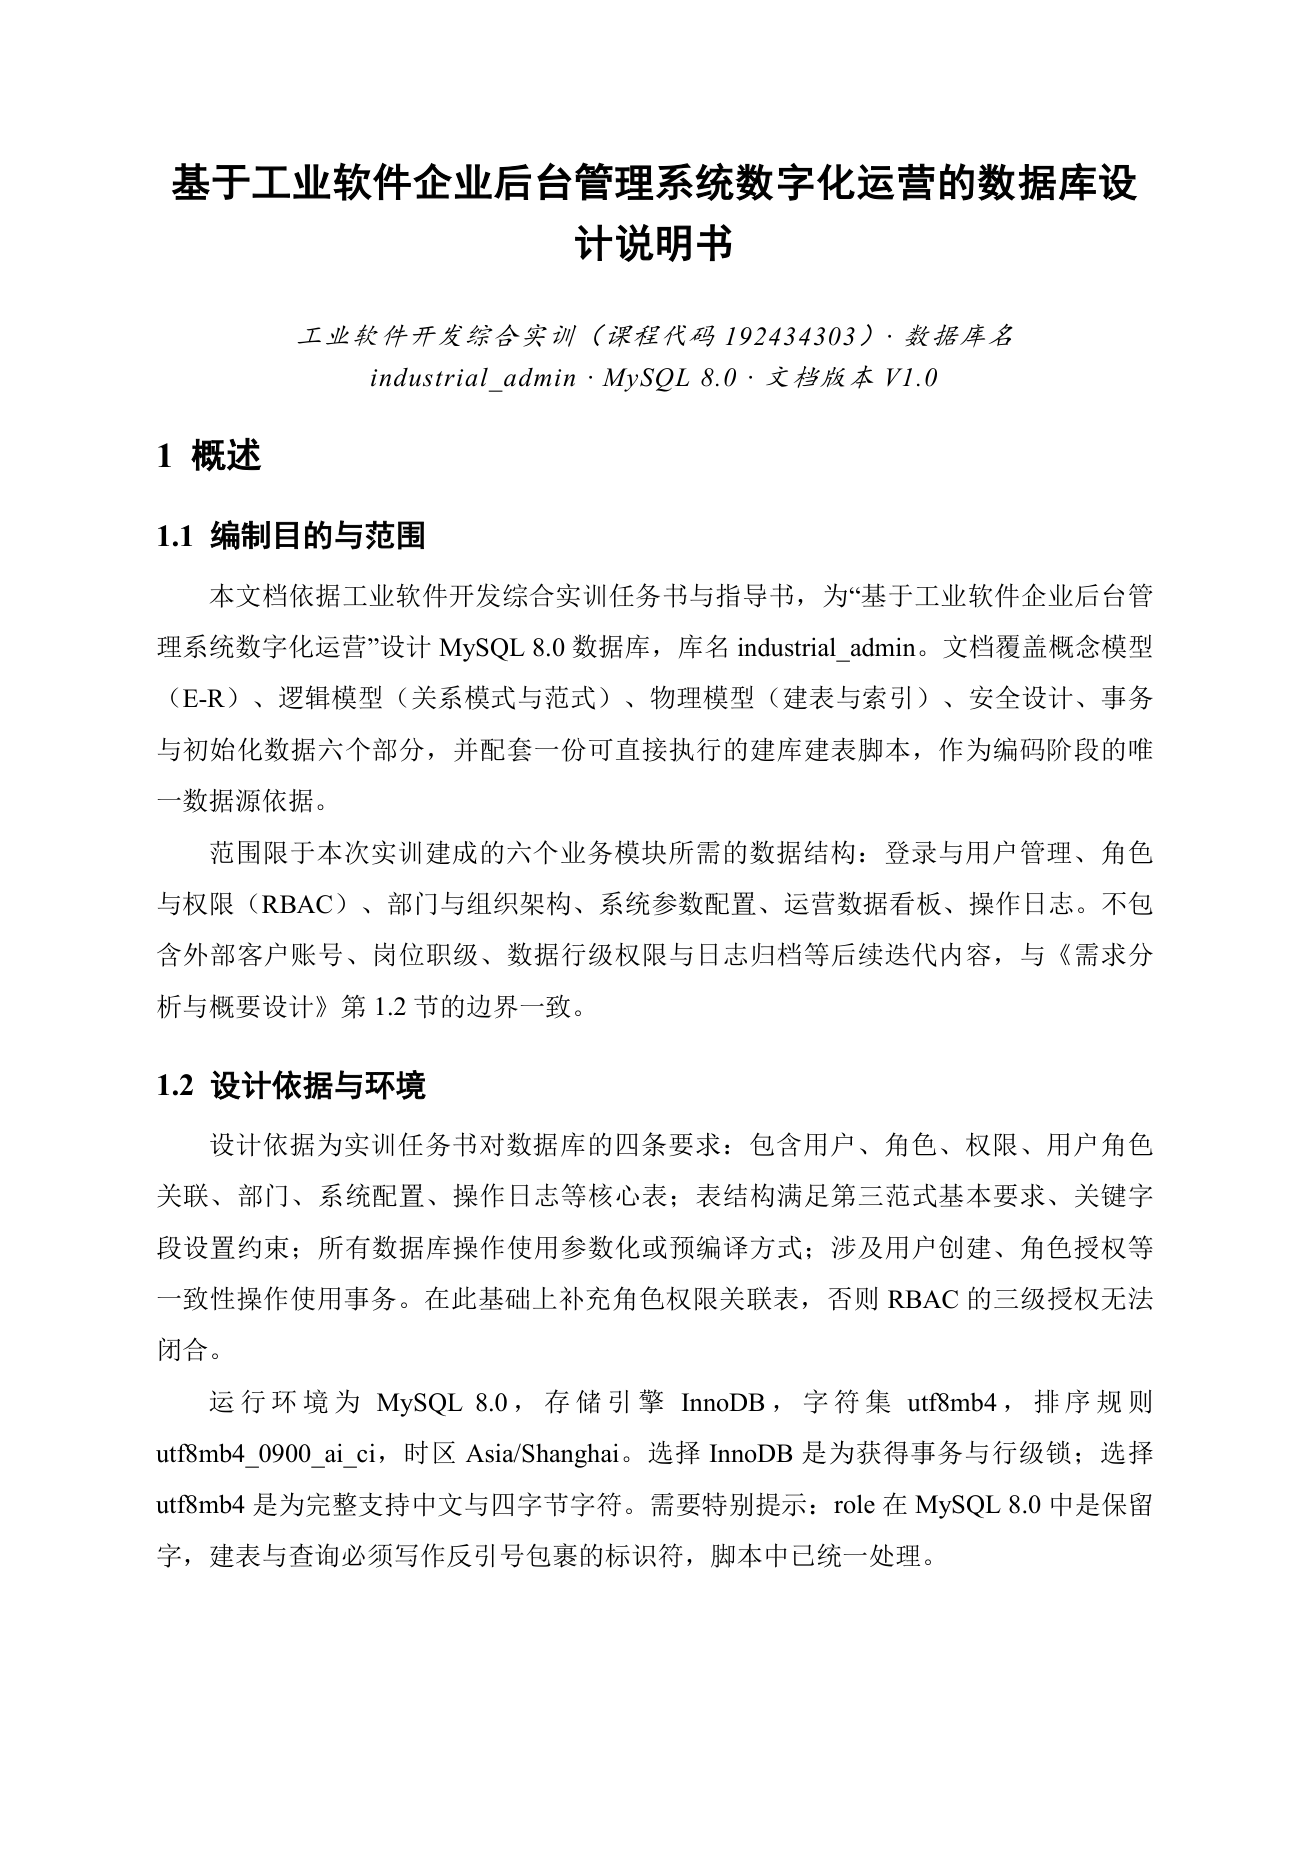 基于工业软件企业后台管理系统数字化运营的数据库设
计说明书
工业软件开发综合实训（课程代码 192434303）· 数据库名
industrial_admin · MySQL 8.0 · 文档版本 V1.0
1 概述
1.1 编制目的与范围
本文档依据工业软件开发综合实训任务书与指导书，为“基于工业软件企业后台管
理系统数字化运营”设计 MySQL 8.0 数据库，库名 industrial_admin。文档覆盖概念模型
（E-R）、逻辑模型（关系模式与范式）、物理模型（建表与索引）、安全设计、事务
与初始化数据六个部分，并配套一份可直接执行的建库建表脚本，作为编码阶段的唯
一数据源依据。
范围限于本次实训建成的六个业务模块所需的数据结构：登录与用户管理、角色
与权限（RBAC）、部门与组织架构、系统参数配置、运营数据看板、操作日志。不包
含外部客户账号、岗位职级、数据行级权限与日志归档等后续迭代内容，与《需求分
析与概要设计》第 1.2 节的边界一致。
1.2 设计依据与环境
设计依据为实训任务书对数据库的四条要求：包含用户、角色、权限、用户角色
关联、部门、系统配置、操作日志等核心表；表结构满足第三范式基本要求、关键字
段设置约束；所有数据库操作使用参数化或预编译方式；涉及用户创建、角色授权等
一致性操作使用事务。在此基础上补充角色权限关联表，否则 RBAC 的三级授权无法
闭合。
运行环境为 MySQL 8.0，存储引擎 InnoDB，字符集 utf8mb4，排序规则
utf8mb4_0900_ai_ci，时区 Asia/Shanghai。选择 InnoDB 是为获得事务与行级锁；选择
utf8mb4 是为完整支持中文与四字节字符。需要特别提示：role 在 MySQL 8.0 中是保留
字，建表与查询必须写作反引号包裹的标识符，脚本中已统一处理。